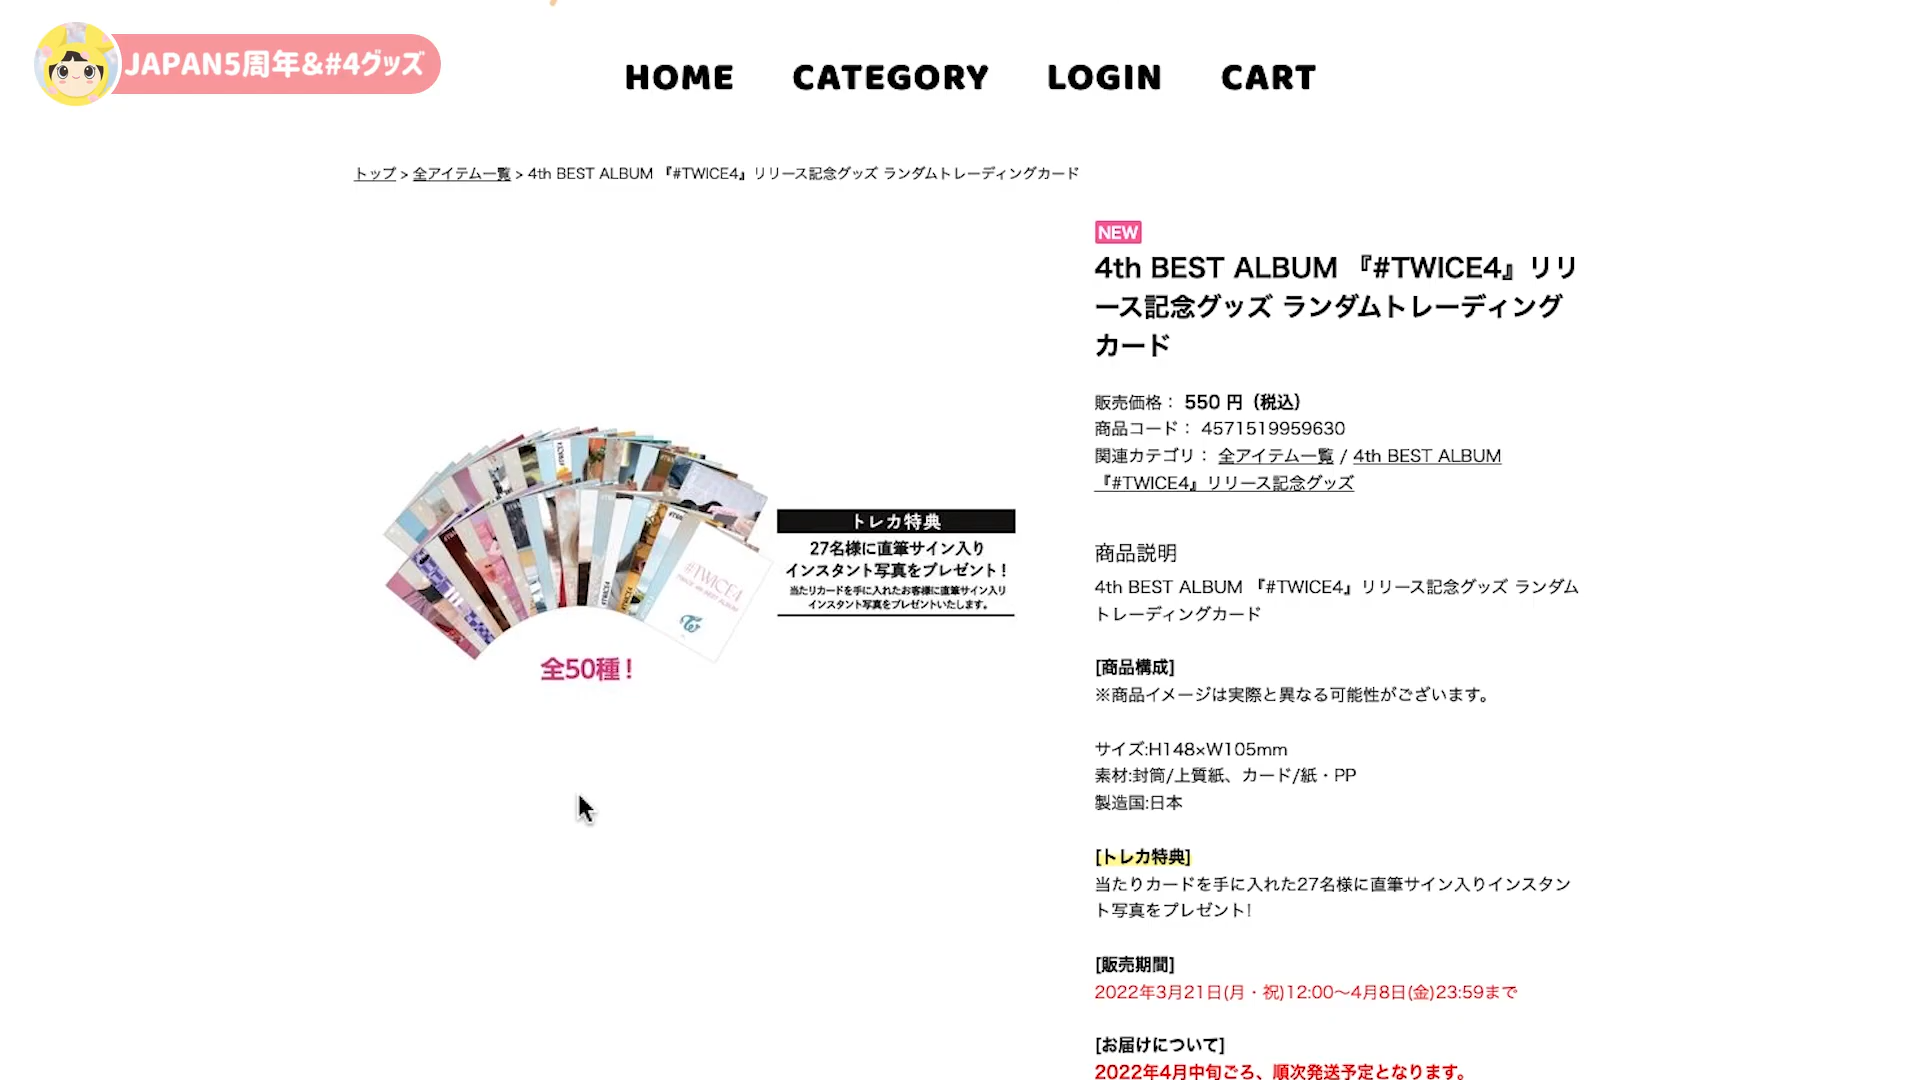 JAPAN5周年&#4グッズ
HOME CATEGORY LOGIN CART
トップ > 全アイテム一覧 > 4th BEST ALBUM 『#TWICE4』リリース記念グッズ ランダムトレーディングカード
NEW
4th BEST ALBUM 『#TWICE4』リリ
ース記念グッズ ランダムトレーディング
カード
販売価格： 550 円（税込）
商品コード： 4571519959630
関連カテゴリ： 全アイテム一覧 / 4th BEST ALBUM
『#TWICE4』リリース記念グッズ
#TWICE4
TWICE 4TH BEST ALBUM
全50種！
トレカ特典
27名様に直筆サイン入り
インスタント写真をプレゼント！
当たりカードを手に入れたお客様に直筆サイン入り
インスタント写真をプレゼントいたします。
商品説明
4th BEST ALBUM 『#TWICE4』リリース記念グッズ ランダム
トレーディングカード
[商品構成]
※商品イメージは実際と異なる可能性がございます。
サイズ:H148×W105mm
素材:封筒/上質紙、カード/紙・PP
製造国:日本
[トレカ特典]
当たりカードを手に入れた27名様に直筆サイン入りインスタン
ト写真をプレゼント!
[販売期間]
2022年3月21日(月・祝)12:00〜4月8日(金)23:59まで
[お届けについて]
2022年4月中旬ごろ、順次発送予定となります。